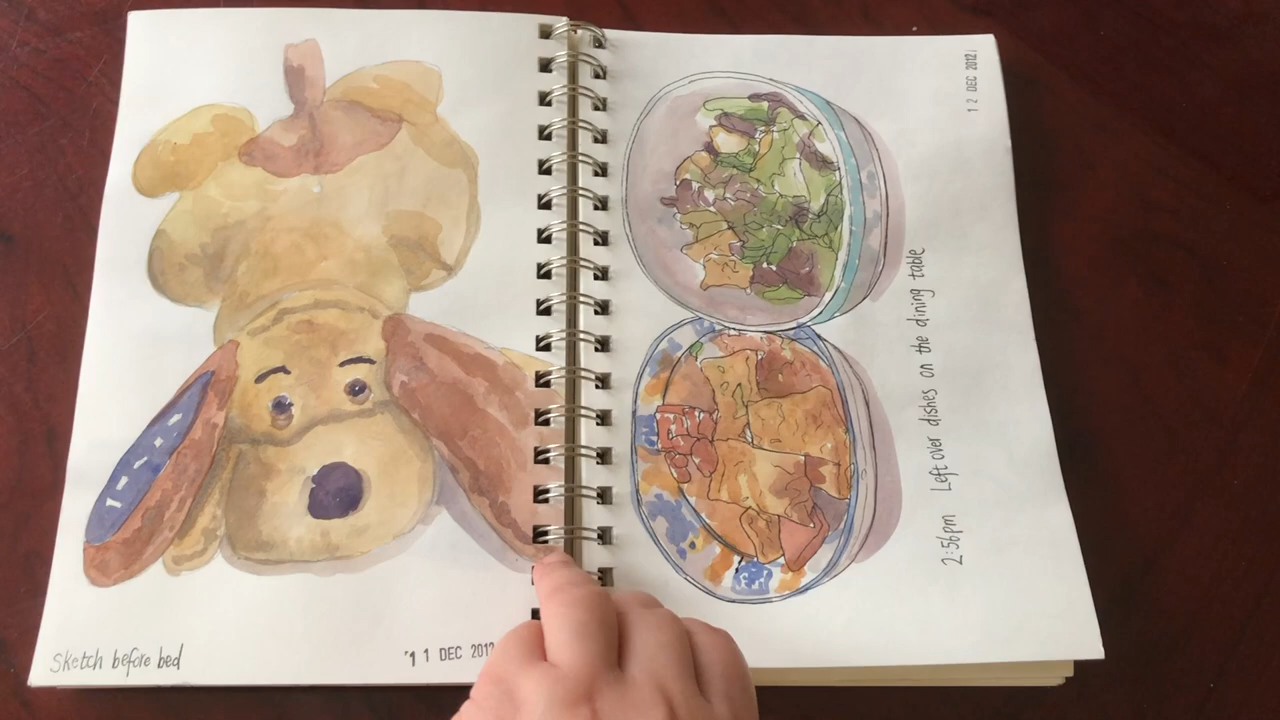 Sketch before bed
11 DEC 2012
12 DEC 2012
2:56pm Left over dishes on the dining table